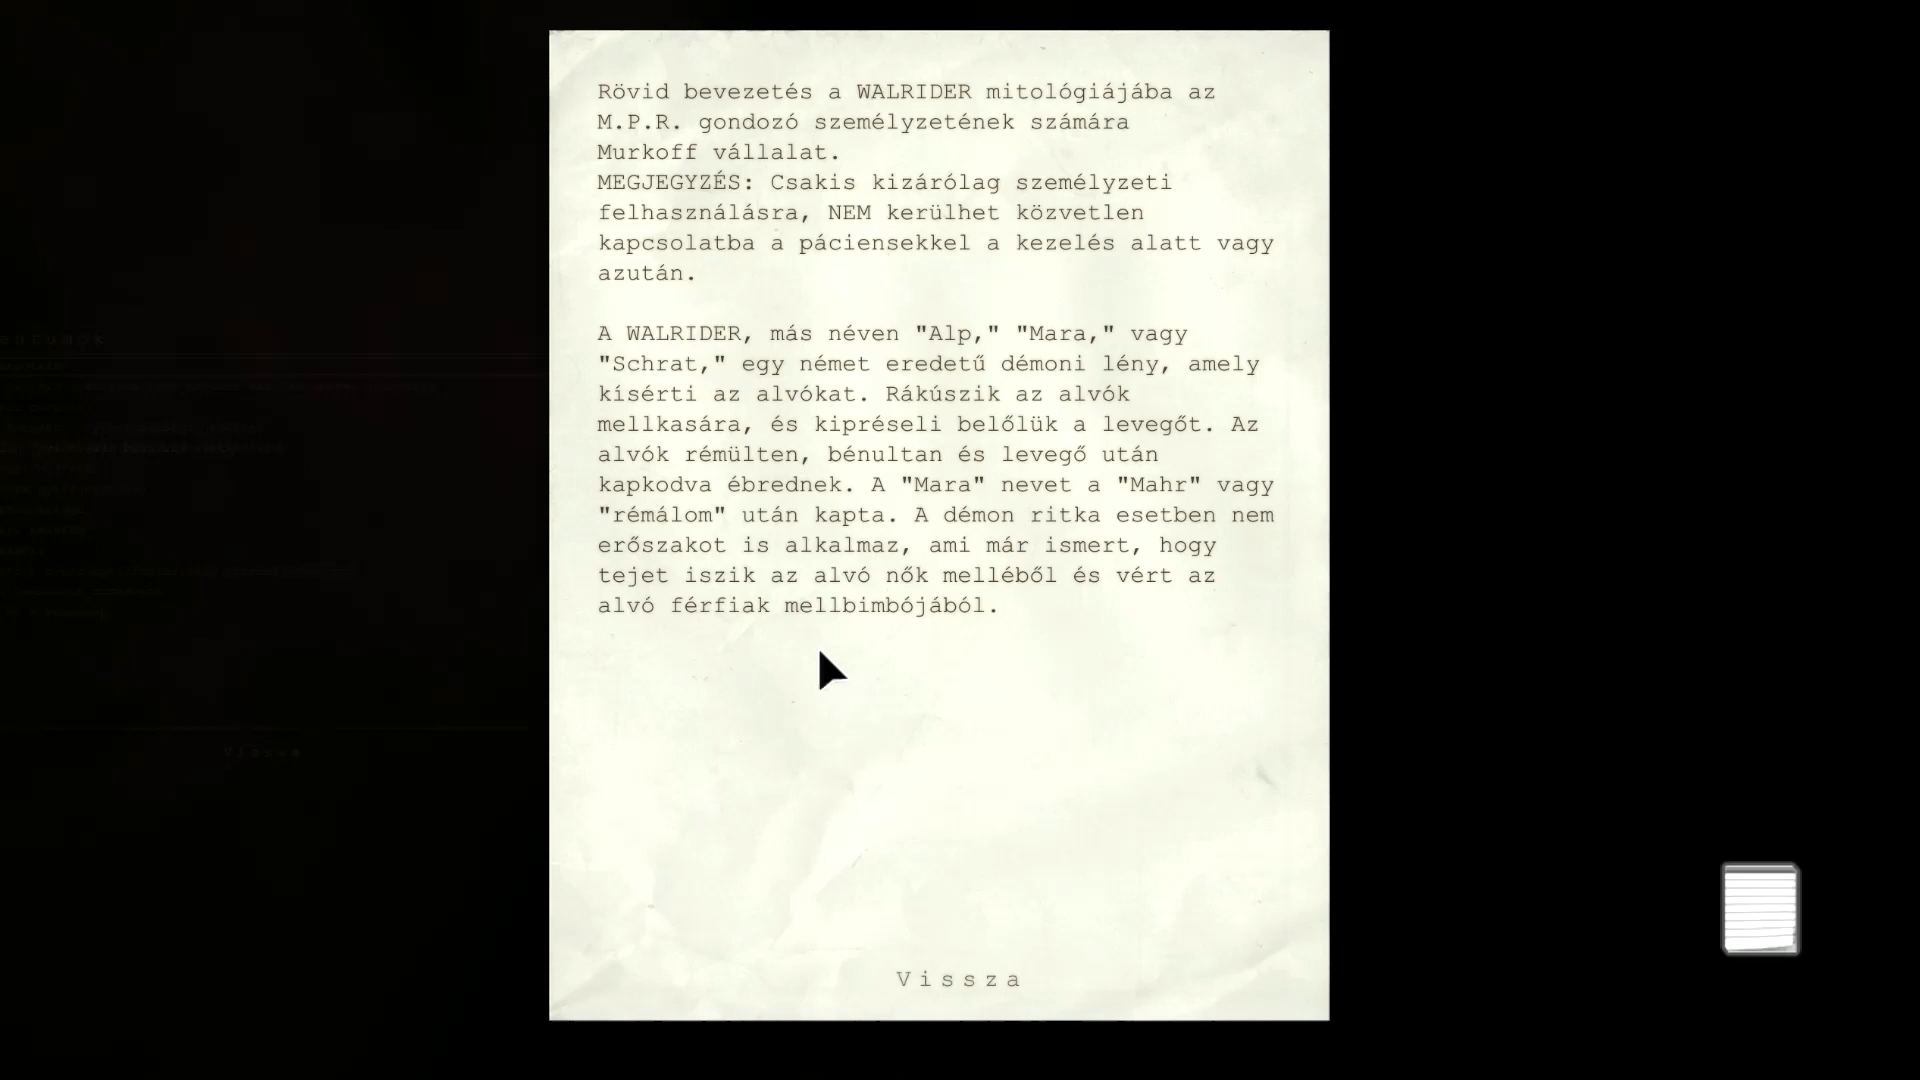 Rövid bevezetés a WALRIDER mitológiájába az
M.P.R. gondozó személyzetének számára
Murkoff vállalat.
MEGJEGYZÉS: Csakis kizárólag személyzeti
felhasználásra, NEM kerülhet közvetlen
kapcsolatba a páciensekkel a kezelés alatt vagy
azután.
A WALRIDER, más néven "Alp," "Mara," vagy
"Schrat," egy német eredetű démoni lény, amely
kísérti az alvókat. Rákúszik az alvók
mellkasára, és kipréseli belőlük a levegőt. Az
alvók rémülten, bénultan és levegő után
kapkodva ébrednek. A "Mara" nevet a "Mahr" vagy
"rémálom" után kapta. A démon ritka esetben nem
erőszakot is alkalmaz, ami már ismert, hogy
tejet iszik az alvó nők melléből és vért az
alvó férfiak mellbimbójából.
Vissza